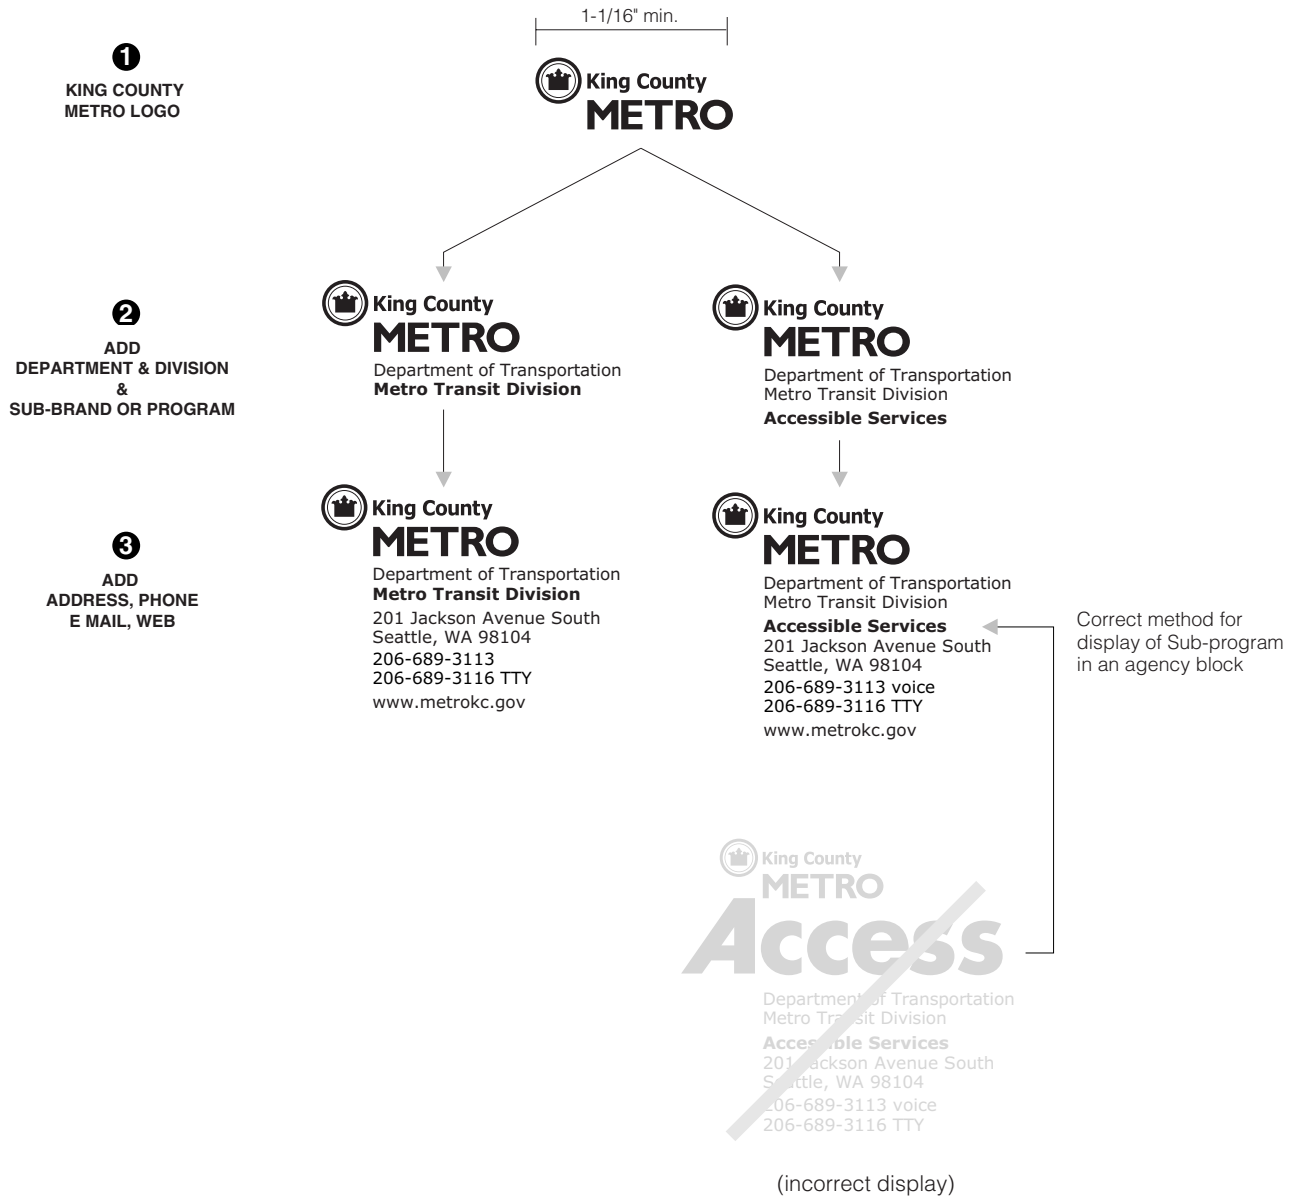 1-1/16" min.
❶
KING COUNTY
METRO LOGO
King County
METRO
❷
ADD
DEPARTMENT & DIVISION
&
SUB-BRAND OR PROGRAM
King County
METRO
Department of Transportation
Metro Transit Division
King County
METRO
Department of Transportation
Metro Transit Division
Accessible Services
❸
ADD
ADDRESS, PHONE
E MAIL, WEB
King County
METRO
Department of Transportation
Metro Transit Division
201 Jackson Avenue South
Seattle, WA 98104
206-689-3113
206-689-3116 TTY
www.metrokc.gov
King County
METRO
Department of Transportation
Metro Transit Division
Accessible Services
201 Jackson Avenue South
Seattle, WA 98104
206-689-3113 voice
206-689-3116 TTY
www.metrokc.gov
Correct method for
display of Sub-program
in an agency block
King County
METRO
Access
Department of Transportation
Metro Transit Division
Accessible Services
201 Jackson Avenue South
Seattle, WA 98104
206-689-3113 voice
206-689-3116 TTY
(incorrect display)